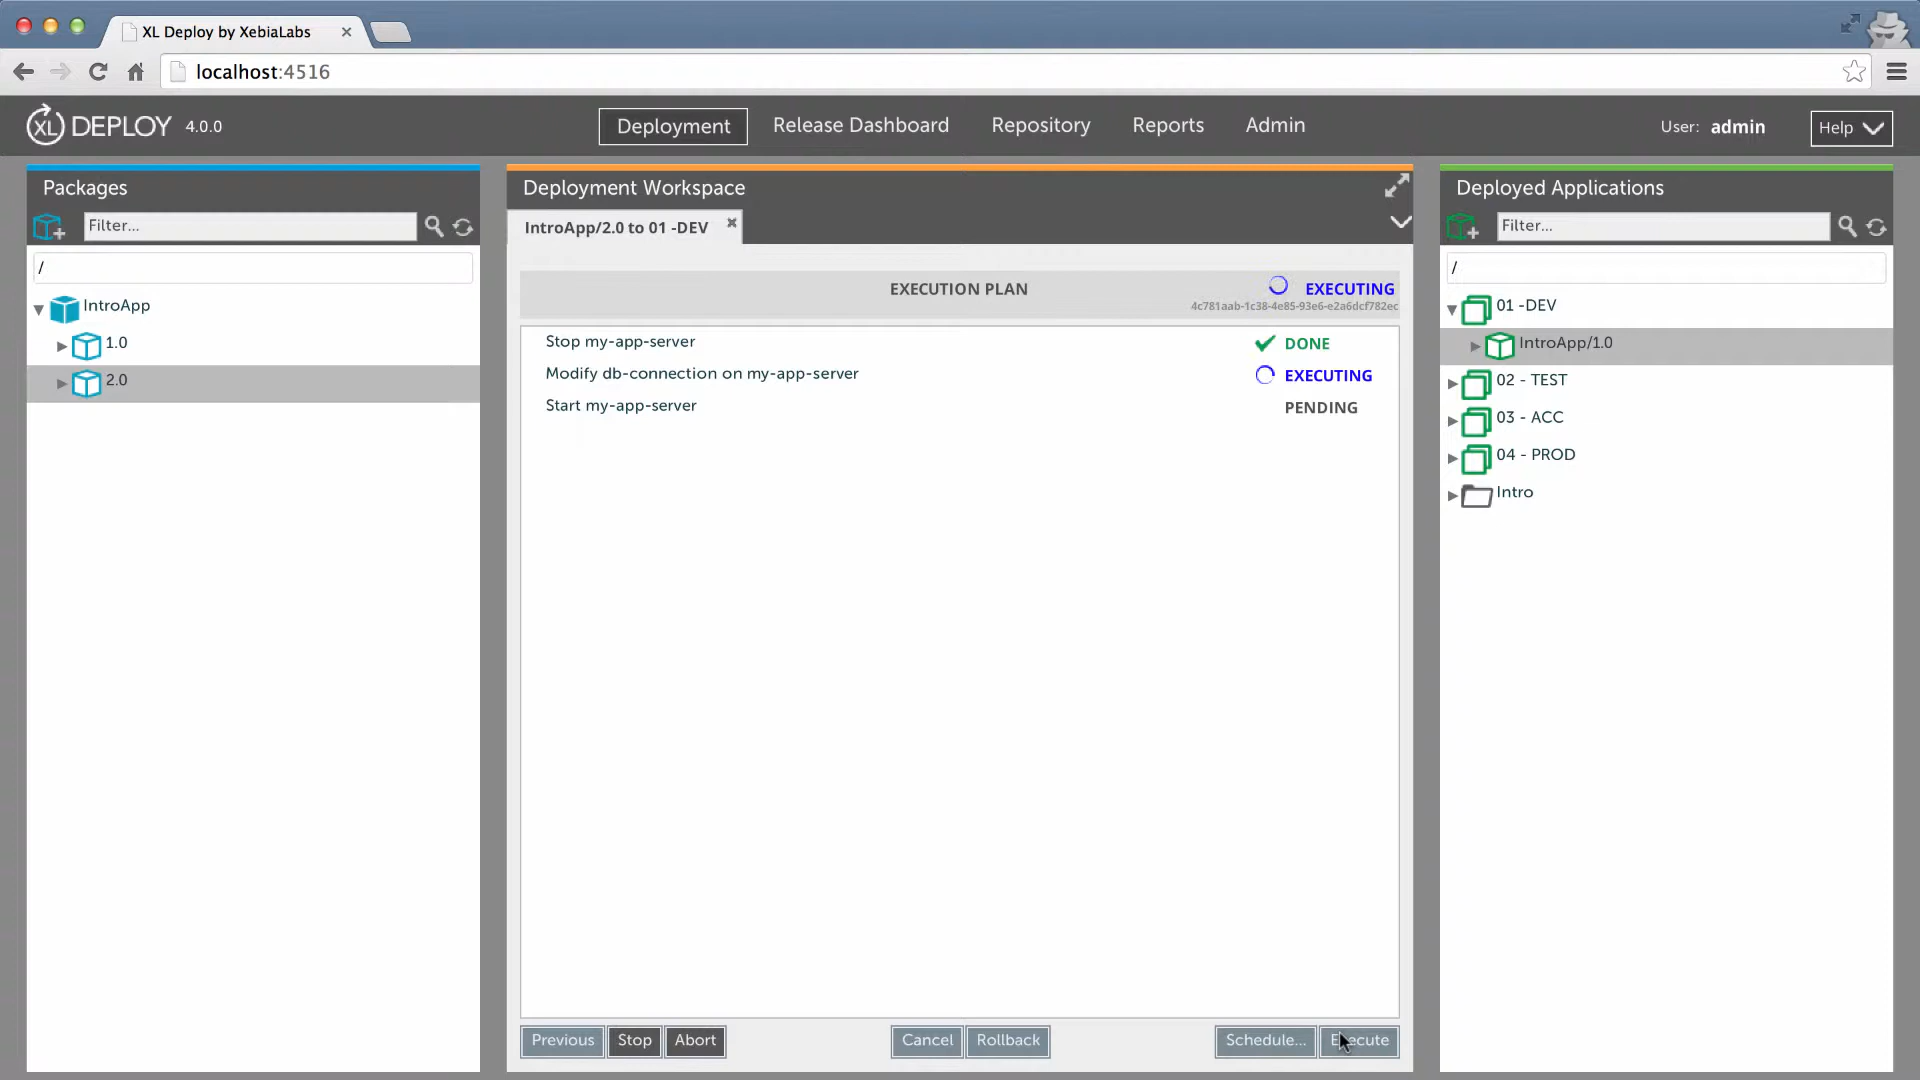 XL Deploy by XebiaLabs
localhost:4516
XL DEPLOY 4.0.0
Deployment
Release Dashboard
Repository
Reports
Admin
User: admin
Help
Packages
Filter...
/
IntroApp
1.0
2.0
Deployment Workspace
IntroApp/2.0 to 01 -DEV
EXECUTION PLAN
EXECUTING
4c781aab-1c38-4e85-93e6-e2a6dcf782ec
Stop my-app-server DONE
Modify db-connection on my-app-server EXECUTING
Start my-app-server PENDING
Previous
Stop
Abort
Cancel
Rollback
Schedule...
Execute
Deployed Applications
Filter...
/
01 -DEV
IntroApp/1.0
02 - TEST
03 - ACC
04 - PROD
Intro